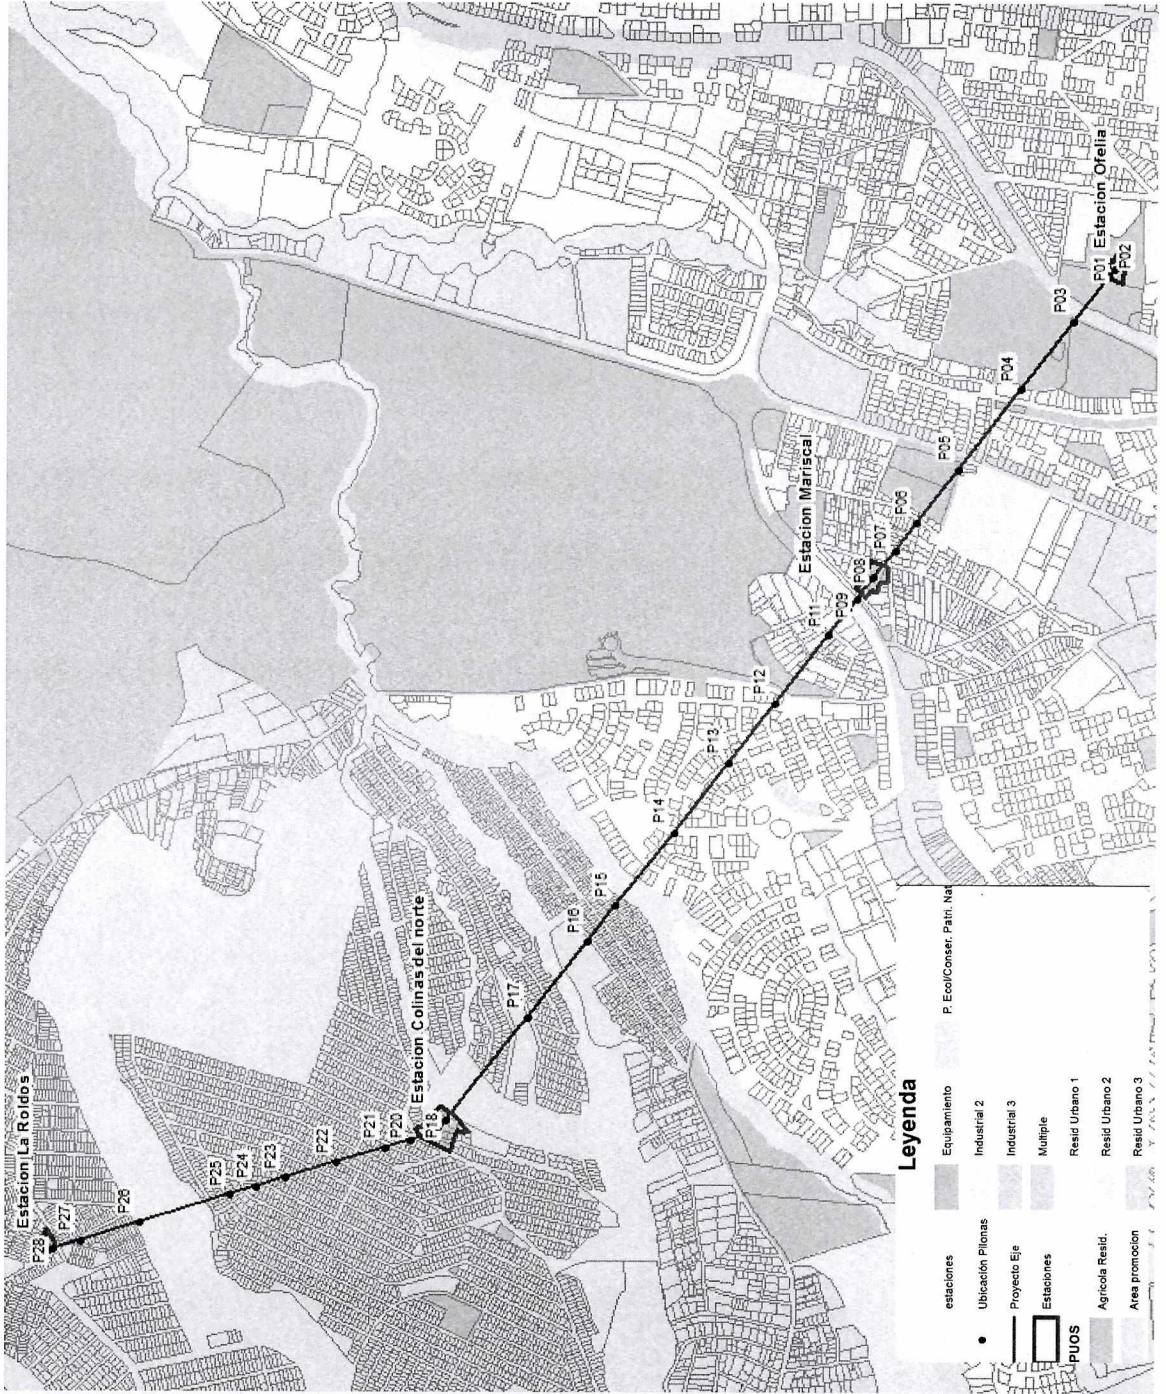 Estacion La Roldos
P28
P27
P26
P25
P24
P23
P22
P21
P20
Estacion Colinas del norte
P18
P17
P16
P15
P14
P13
P12
P11
P09
Estacion Mariscal
P08
P07
P06
P05
P04
P03
P01 Estacion Ofelia
P02
Leyenda
estaciones
Ubicación Pilonas
Proyecto Eje
Estaciones
PUOS
Agricola Resid.
Area promocion
Equipamiento
Industrial 2
Industrial 3
Multiple
Resid Urbano 1
Resid Urbano 2
Resid Urbano 3
P. Ecol/Conser. Patri. Nat